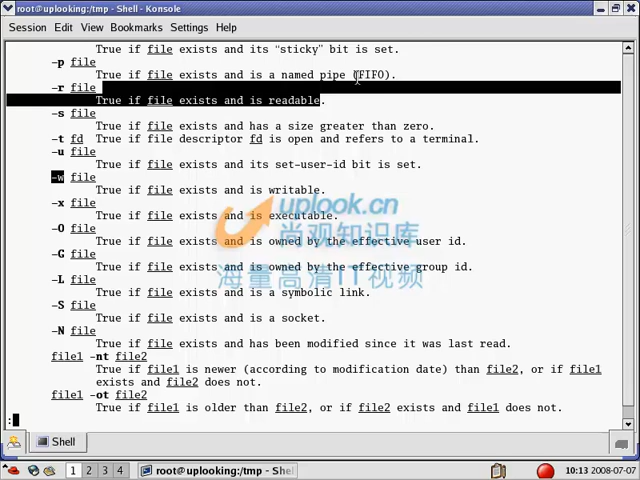 root@uplooking:/tmp - Shell - Konsole
Session Edit View Bookmarks Settings Help
True if file exists and its “sticky” bit is set.
-p file
True if file exists and is a named pipe (FIFO).
-r file
True if file exists and is readable.
-s file
True if file exists and has a size greater than zero.
-t fd True if file descriptor fd is open and refers to a terminal.
-u file
True if file exists and its set-user-id bit is set.
-w file
True if file exists and is writable.
-x file
True if file exists and is executable.
-O file
True if file exists and is owned by the effective user id.
-G file
True if file exists and is owned by the effective group id.
-L file
True if file exists and is a symbolic link.
-S file
True if file exists and is a socket.
-N file
True if file exists and has been modified since it was last read.
file1 -nt file2
True if file1 is newer (according to modification date) than file2, or if file1
exists and file2 does not.
file1 -ot file2
True if file1 is older than file2, or if file2 exists and file1 does not.
:
uplook.cn
尚观知识库
海量高清IT视频
Shell
1 2 3 4 root@uplooking:/tmp - Shell - 10:13 2008-07-07